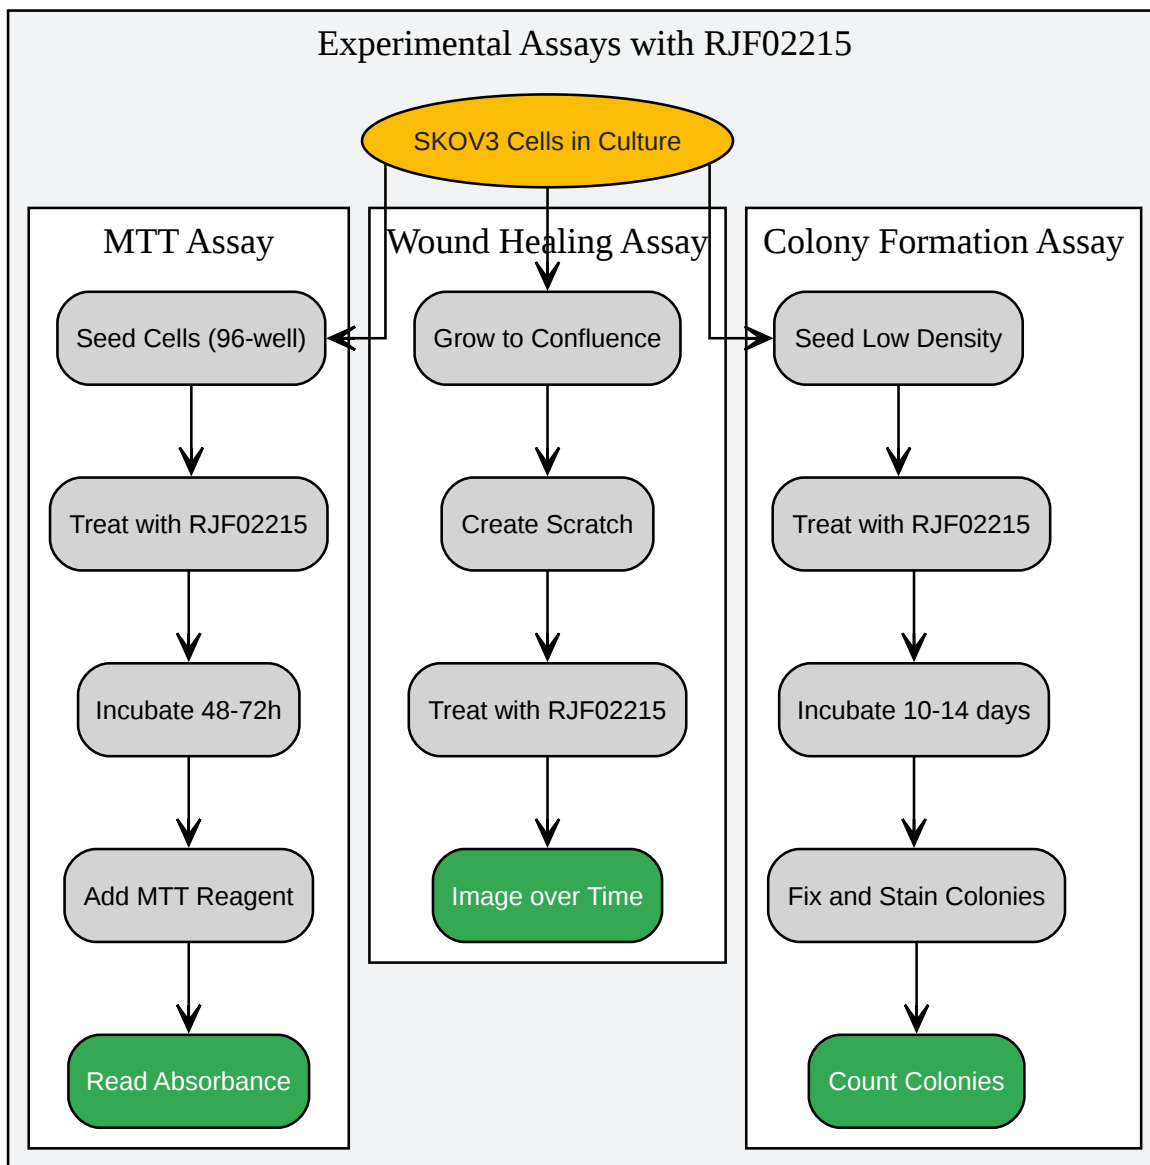 Experimental Assays with RJF02215
SKOV3 Cells in Culture
MTT Assay
Seed Cells (96-well)
Treat with RJF02215
Incubate 48-72h
Add MTT Reagent
Read Absorbance
Wound Healing Assay
Grow to Confluence
Create Scratch
Treat with RJF02215
Image over Time
Colony Formation Assay
Seed Low Density
Treat with RJF02215
Incubate 10-14 days
Fix and Stain Colonies
Count Colonies